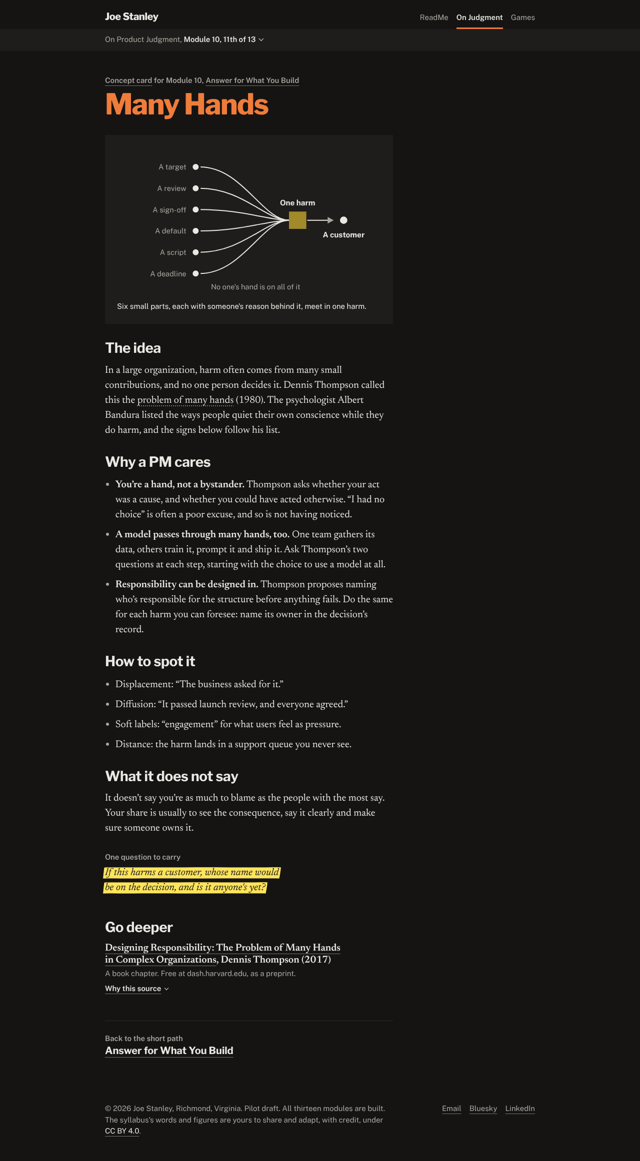 Joe Stanley
ReadMe On Judgment Games
On Product Judgment, Module 10, 11th of 13
Concept card for Module 10, Answer for What You Build
Many Hands
A target
A review
A sign-off
A default
A script
A deadline
One harm
A customer
No one's hand is on all of it
Six small parts, each with someone's reason behind it, meet in one harm.
The idea
In a large organization, harm often comes from many small
contributions, and no one person decides it. Dennis Thompson called
this the problem of many hands (1980). The psychologist Albert
Bandura listed the ways people quiet their own conscience while they
do harm, and the signs below follow his list.
Why a PM cares
• You’re a hand, not a bystander. Thompson asks whether your act
was a cause, and whether you could have acted otherwise. “I had no
choice” is often a poor excuse, and so is not having noticed.
• A model passes through many hands, too. One team gathers its
data, others train it, prompt it and ship it. Ask Thompson’s two
questions at each step, starting with the choice to use a model at all.
• Responsibility can be designed in. Thompson proposes naming
who’s responsible for the structure before anything fails. Do the same
for each harm you can foresee: name its owner in the decision’s
record.
How to spot it
• Displacement: “The business asked for it.”
• Diffusion: “It passed launch review, and everyone agreed.”
• Soft labels: “engagement” for what users feel as pressure.
• Distance: the harm lands in a support queue you never see.
What it does not say
It doesn’t say you’re as much to blame as the people with the most say.
Your share is usually to see the consequence, say it clearly and make
sure someone owns it.
One question to carry
If this harms a customer, whose name would
be on the decision, and is it anyone’s yet?
Go deeper
Designing Responsibility: The Problem of Many Hands
in Complex Organizations, Dennis Thompson (2017)
A book chapter. Free at dash.harvard.edu, as a preprint.
Why this source
Back to the short path
Answer for What You Build
© 2026 Joe Stanley, Richmond, Virginia. Pilot draft. All thirteen modules are built.
The syllabus's words and figures are yours to share and adapt, with credit, under
CC BY 4.0.
Email Bluesky LinkedIn